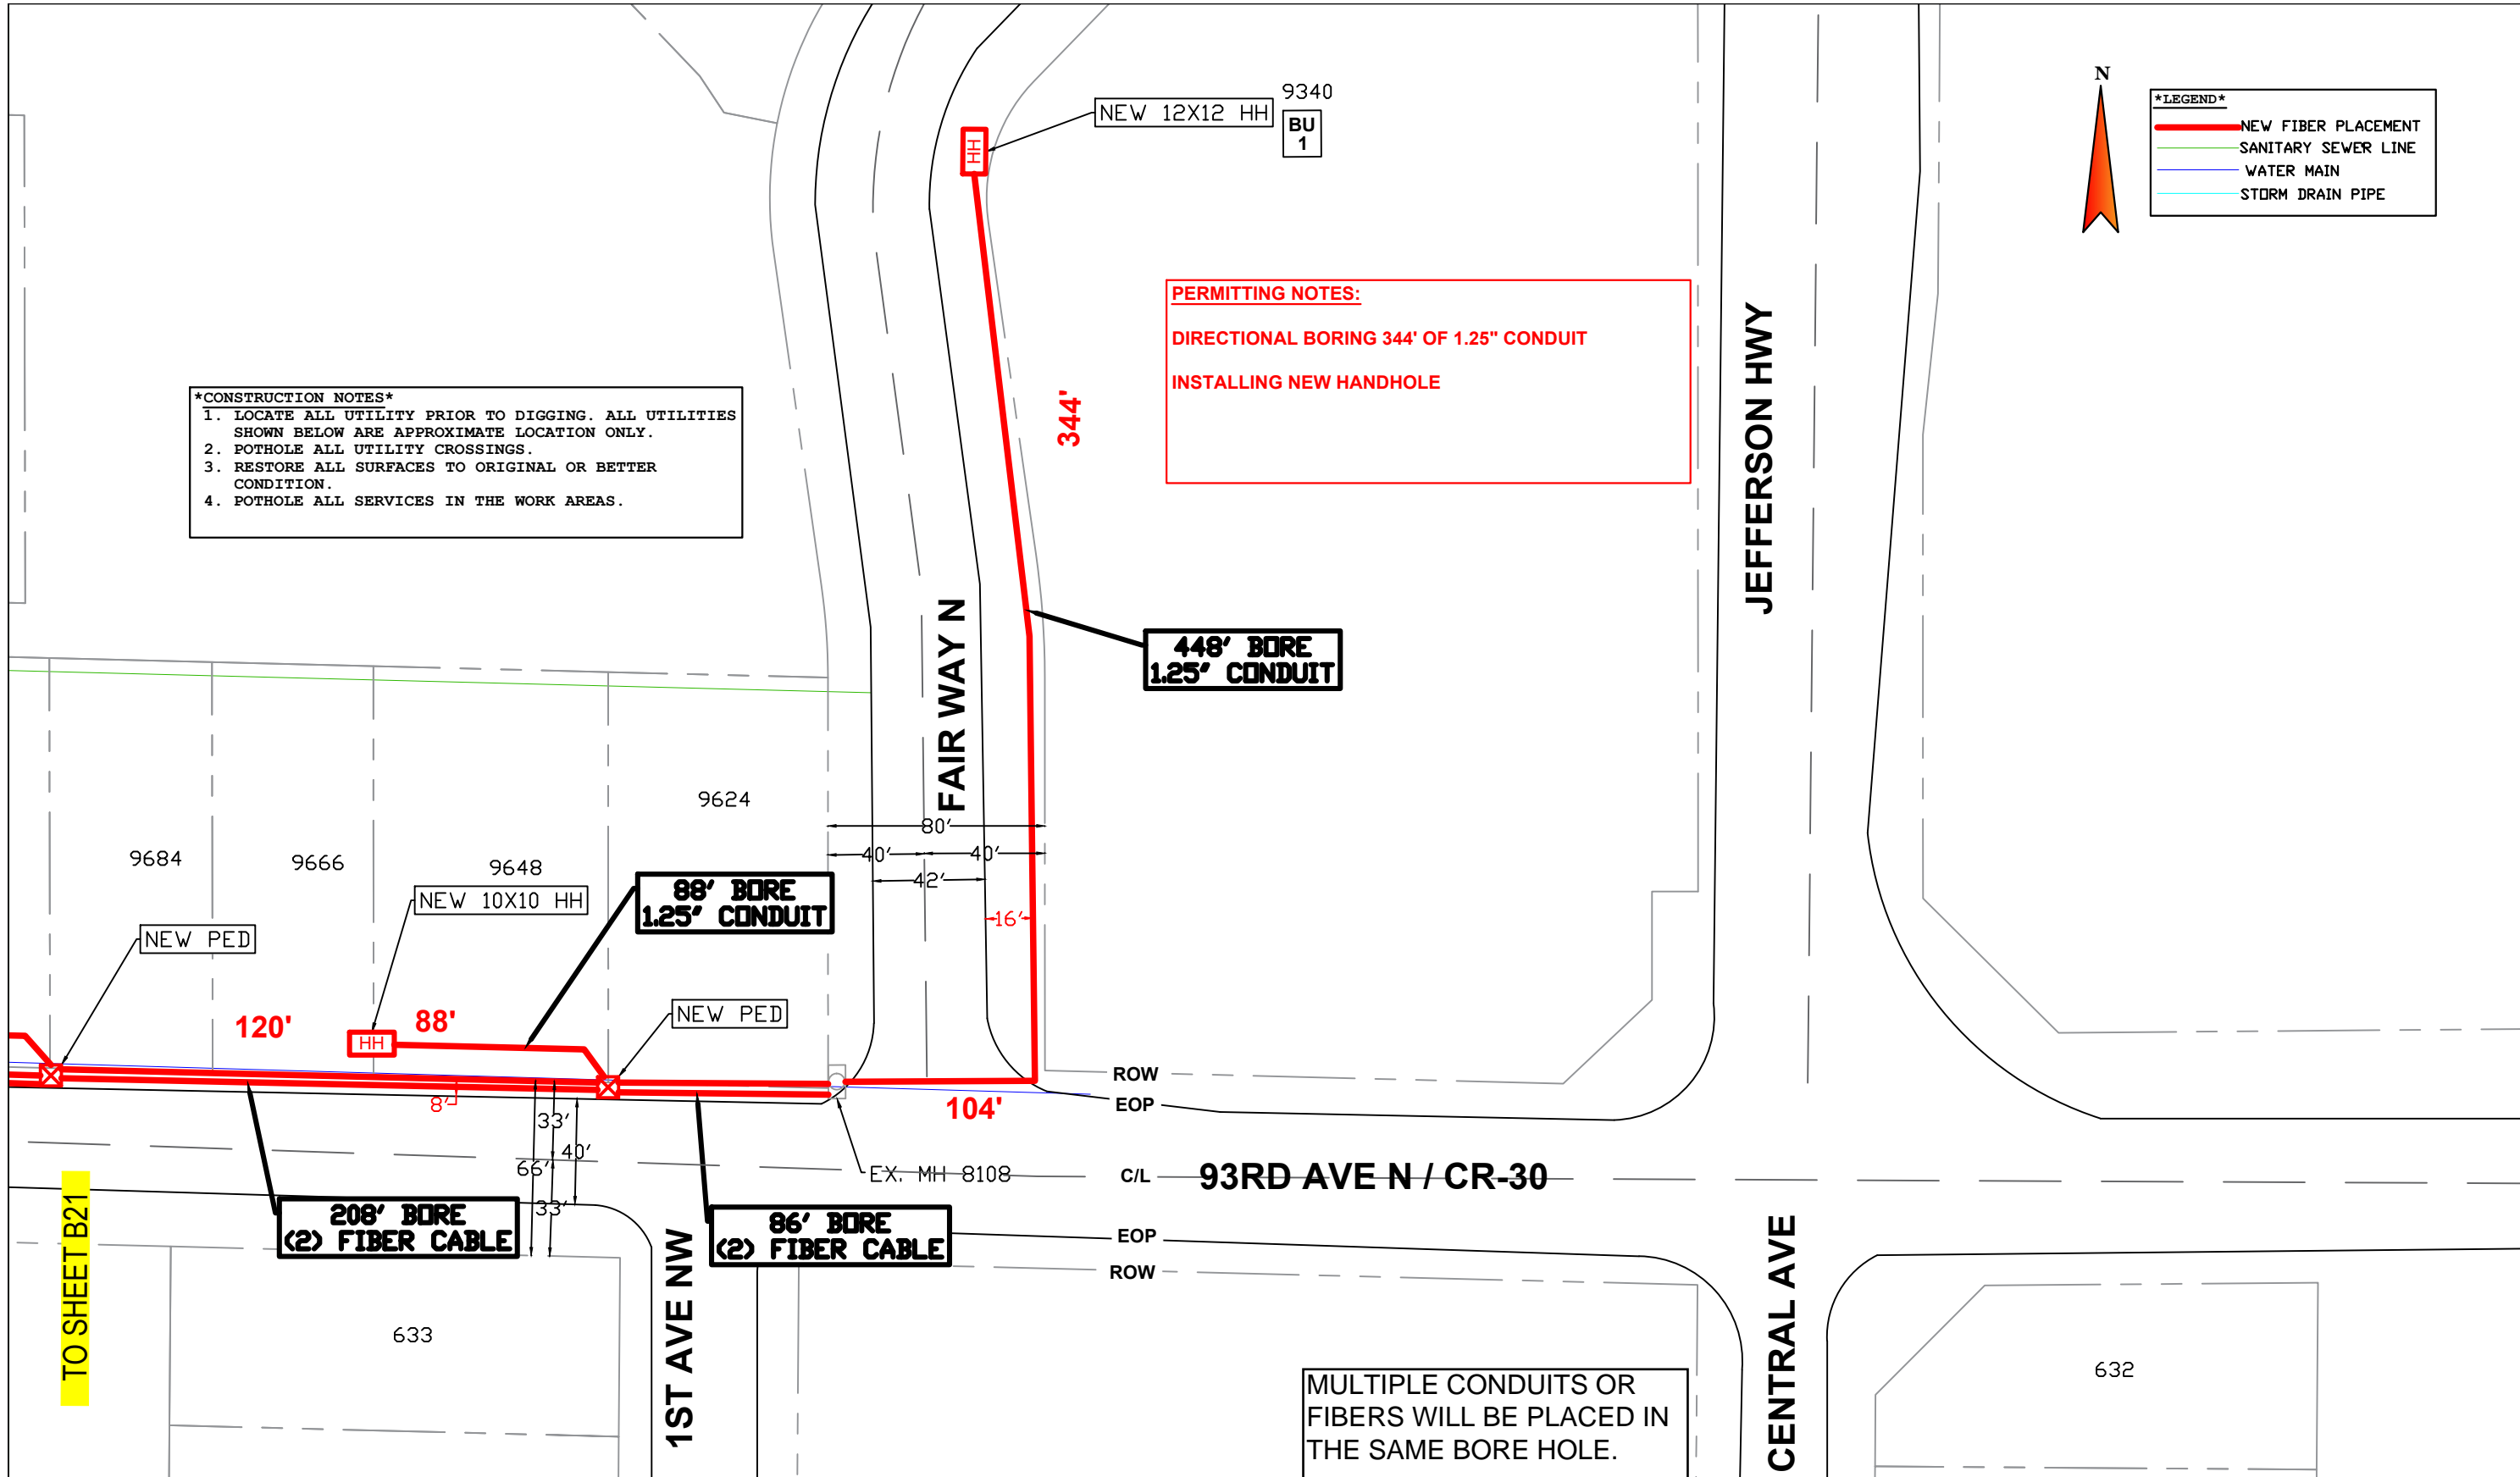 N
*LEGEND*
NEW FIBER PLACEMENT
SANITARY SEWER LINE
WATER MAIN
STORM DRAIN PIPE
NEW 12X12 HH
9340
BU
1
HH
PERMITTING NOTES:
DIRECTIONAL BORING 344' OF 1.25" CONDUIT
INSTALLING NEW HANDHOLE
344'
JEFFERSON HWY
*CONSTRUCTION NOTES*
1. LOCATE ALL UTILITY PRIOR TO DIGGING. ALL UTILITIES
SHOWN BELOW ARE APPROXIMATE LOCATION ONLY.
2. POTHOLE ALL UTILITY CROSSINGS.
3. RESTORE ALL SURFACES TO ORIGINAL OR BETTER
CONDITION.
4. POTHOLE ALL SERVICES IN THE WORK AREAS.
448' BORE
1.25" CONDUIT
FAIR WAY N
9624
80'
40'
40'
42'
16'
9684
9666
9648
NEW 10X10 HH
88' BORE
1.25" CONDUIT
NEW PED
NEW PED
120'
88'
HH
104'
ROW
EOP
8'
33'
40'
66'
33'
EX. MH 8108
C/L
93RD AVE N / CR-30
208' BORE
(2) FIBER CABLE
86' BORE
(2) FIBER CABLE
EOP
ROW
TO SHEET B21
1ST AVE NW
CENTRAL AVE
633
632
MULTIPLE CONDUITS OR
FIBERS WILL BE PLACED IN
THE SAME BORE HOLE.